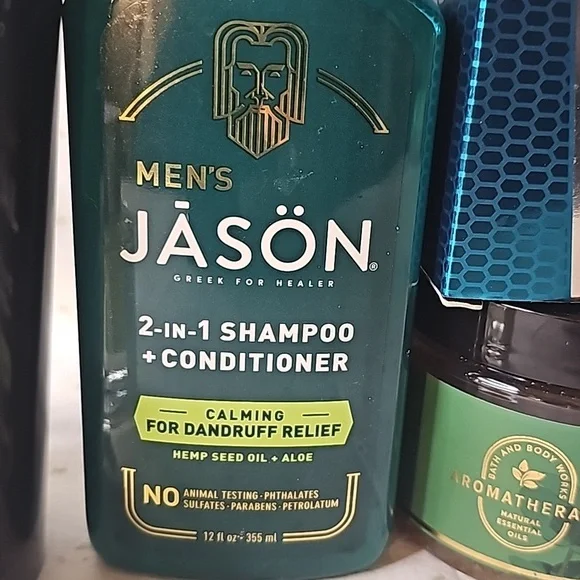 MEN'S
JĀSÖN®
GREEK FOR HEALER
2-IN-1 SHAMPOO
+CONDITIONER
CALMING
FOR DANDRUFF RELIEF
HEMP SEED OIL + ALOE
NO ANIMAL TESTING · PHTHALATES
SULFATES · PARABENS · PETROLATUM
12 fl oz · 355 ml
BATH AND BODY WORKS
AROMATHERA
NATURAL
ESSENTIAL
OILS